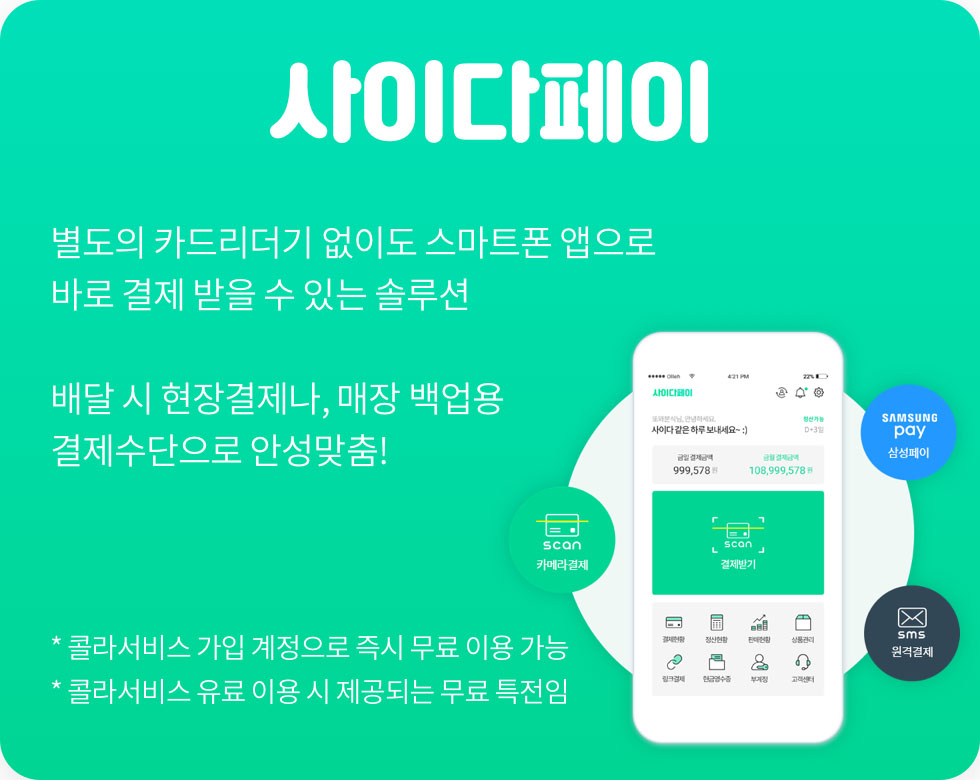 사이다페이
별도의 카드리더기 없이도 스마트폰 앱으로
바로 결제 받을 수 있는 솔루션
배달 시 현장결제나, 매장 백업용
결제수단으로 안성맞춤!
* 콜라서비스 가입 계정으로 즉시 무료 이용 가능
* 콜라서비스 유료 이용 시 제공되는 무료 특전임
scan
카메라결제
Olleh 4:21 PM 22%
사이다페이
또와분식님, 안녕하세요, 정산가능
사이다 같은 하루 보내세요~ :) D+3일
금일 결제금액 금월 결제금액
999,578 원 108,999,578 원
scan
결제받기
결제현황 정산현황 판매현황 상품관리
링크결제 현금영수증 부계정 고객센터
SAMSUNG
pay
삼성페이
sms
원격결제